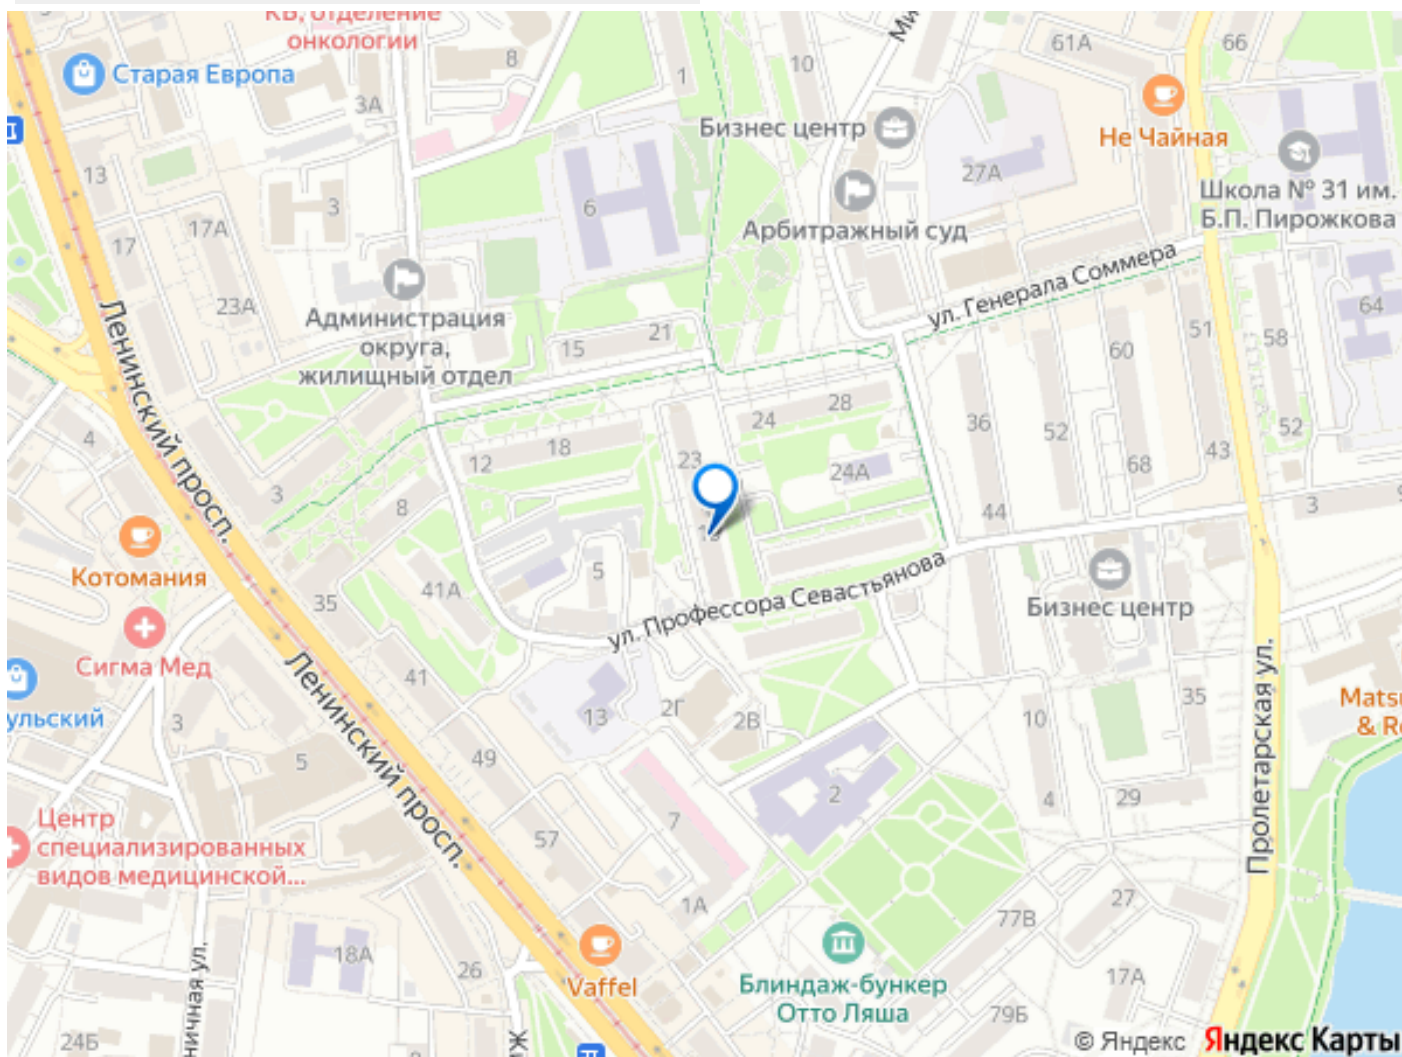 КБ, отделение
онкологии
Старая Европа
8
3А
1
10
61А
66
Бизнес центр
Не Чайная
Школа № 31 им.
Б.П. Пирожкова
13
17А
17
3
6
27А
Арбитражный суд
23А
Администрация
округа,
жилищный отдел
15
21
ул. Генерала Соммера
51
58
64
60
Ленинский просп.
4
3
8
12
18
23
24
28
24А
36
52
68
43
52
44
3
Котомания
35
41А
5
ул. Профессора Севастьянова
Бизнес центр
Сигма Мед
ульский
3
41
13
2Г
2В
10
35
Пролетарская ул.
Ленинский просп.
5
49
7
2
4
29
Центр
специализированных
видов медицинской...
57
1А
77В
27
18А
26
Vaffel
Блиндаж-бункер
Отто Ляша
79Б
17А
24Б
© Яндекс Яндекс Карты